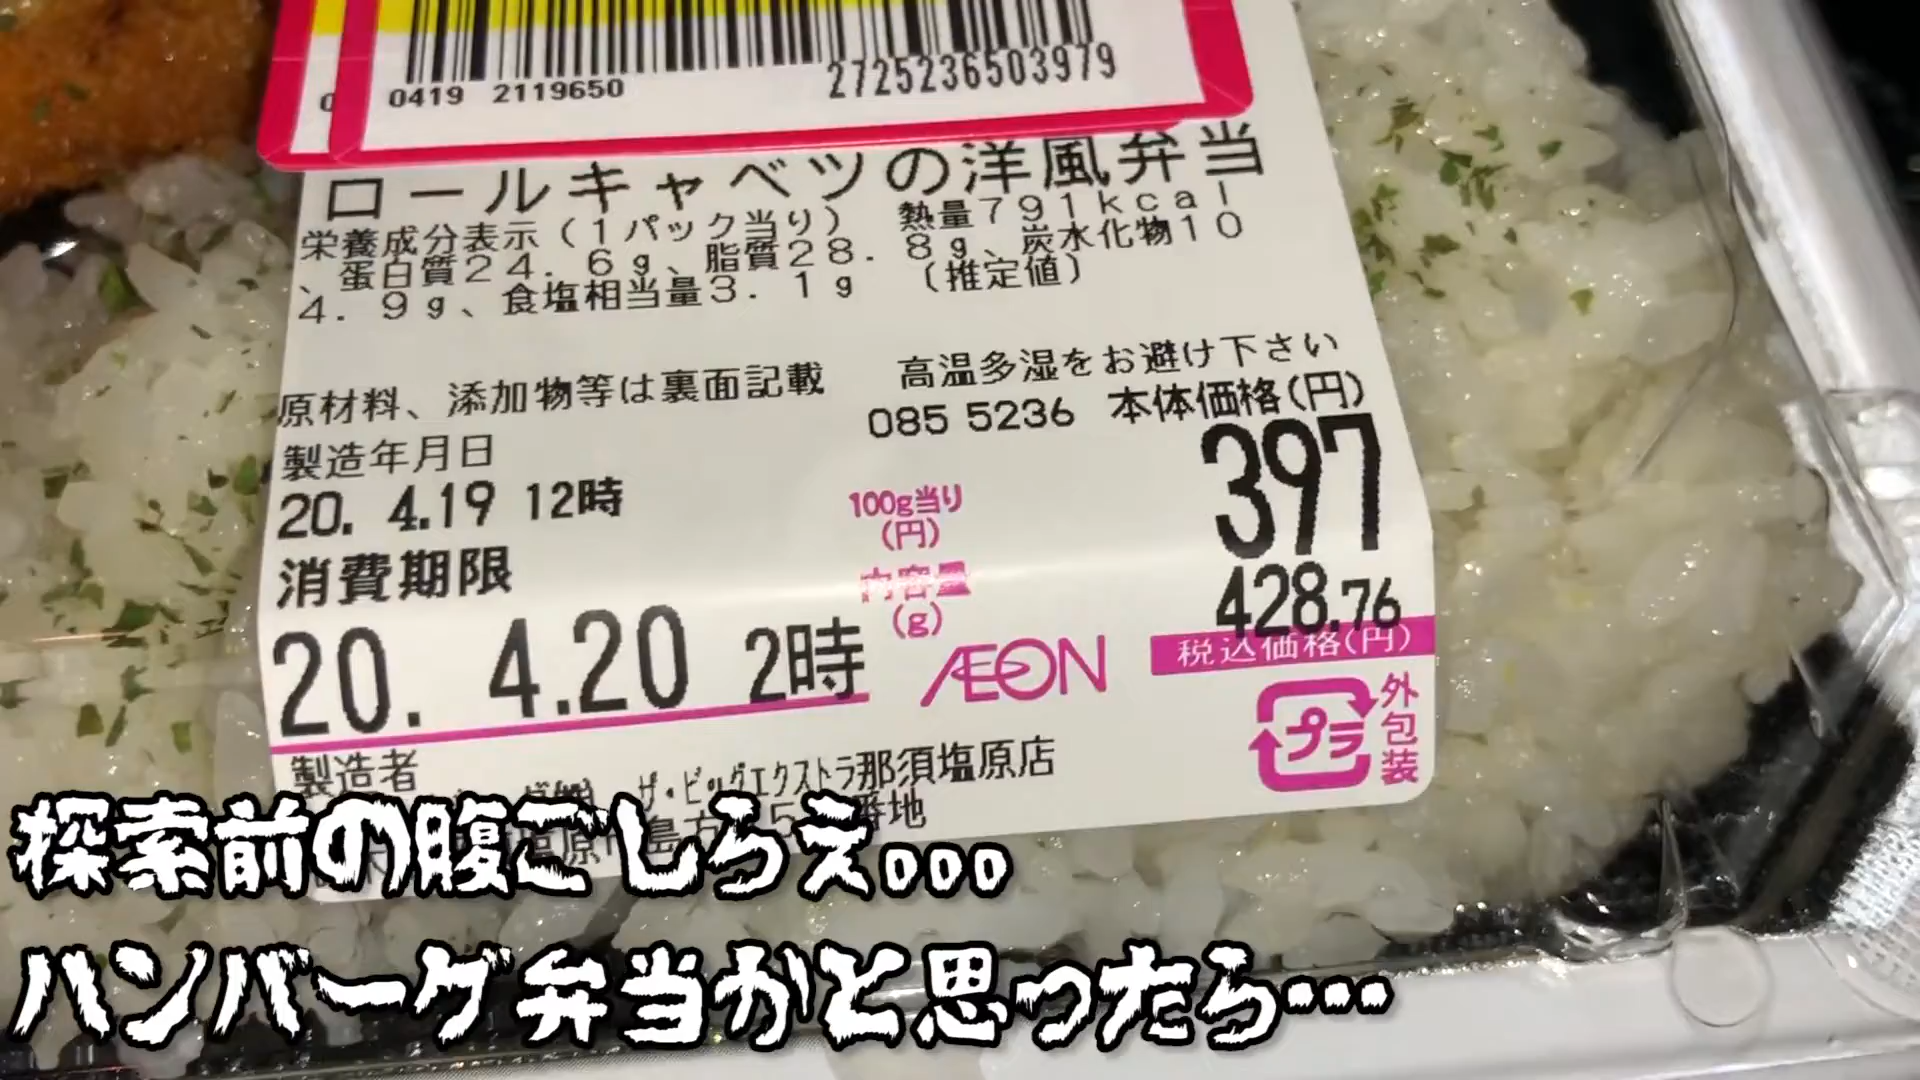 0419 2119650
2725236503979
ロールキャベツの洋風弁当
栄養成分表示(1パック当り) 熱量791kcal
、蛋白質24.6g、脂質28.8g、炭水化物10
4.9g、食塩相当量3.1g (推定値)
原材料、添加物等は裏面記載
高温多湿をお避け下さい
085 5236
本体価格(円)
397
製造年月日
20. 4.19 12時
100g当り
(円)
428.76
税込価格(円)
消費期限
内容量
(g)
20. 4.20 2時
ÆON
プラ
外包装
製造者
ザ・ビッグエクストラ那須塩原店
番地
探索前の腹ごしらえ。。。
ハンバーグ弁当かと思ったら…